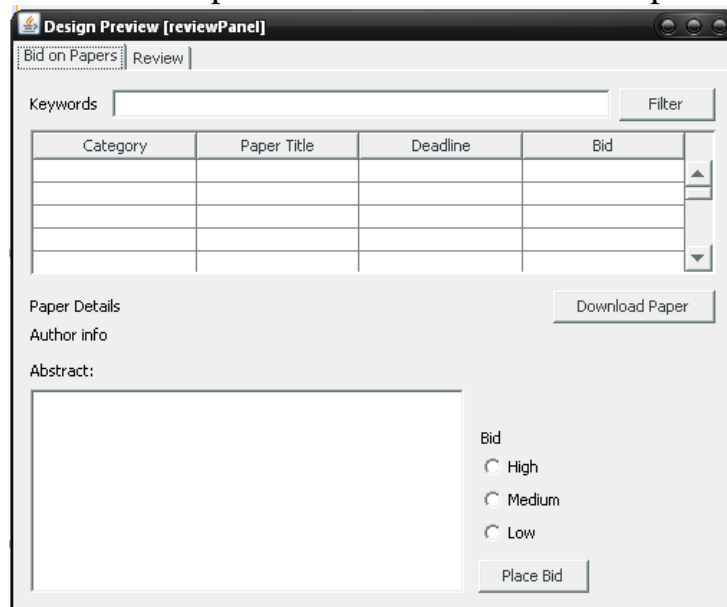 Design Preview [reviewPanel]
Bid on Papers Review
Keywords Filter
Category Paper Title Deadline Bid
Paper Details Download Paper
Author info
Abstract:
Bid
High
Medium
Low
Place Bid